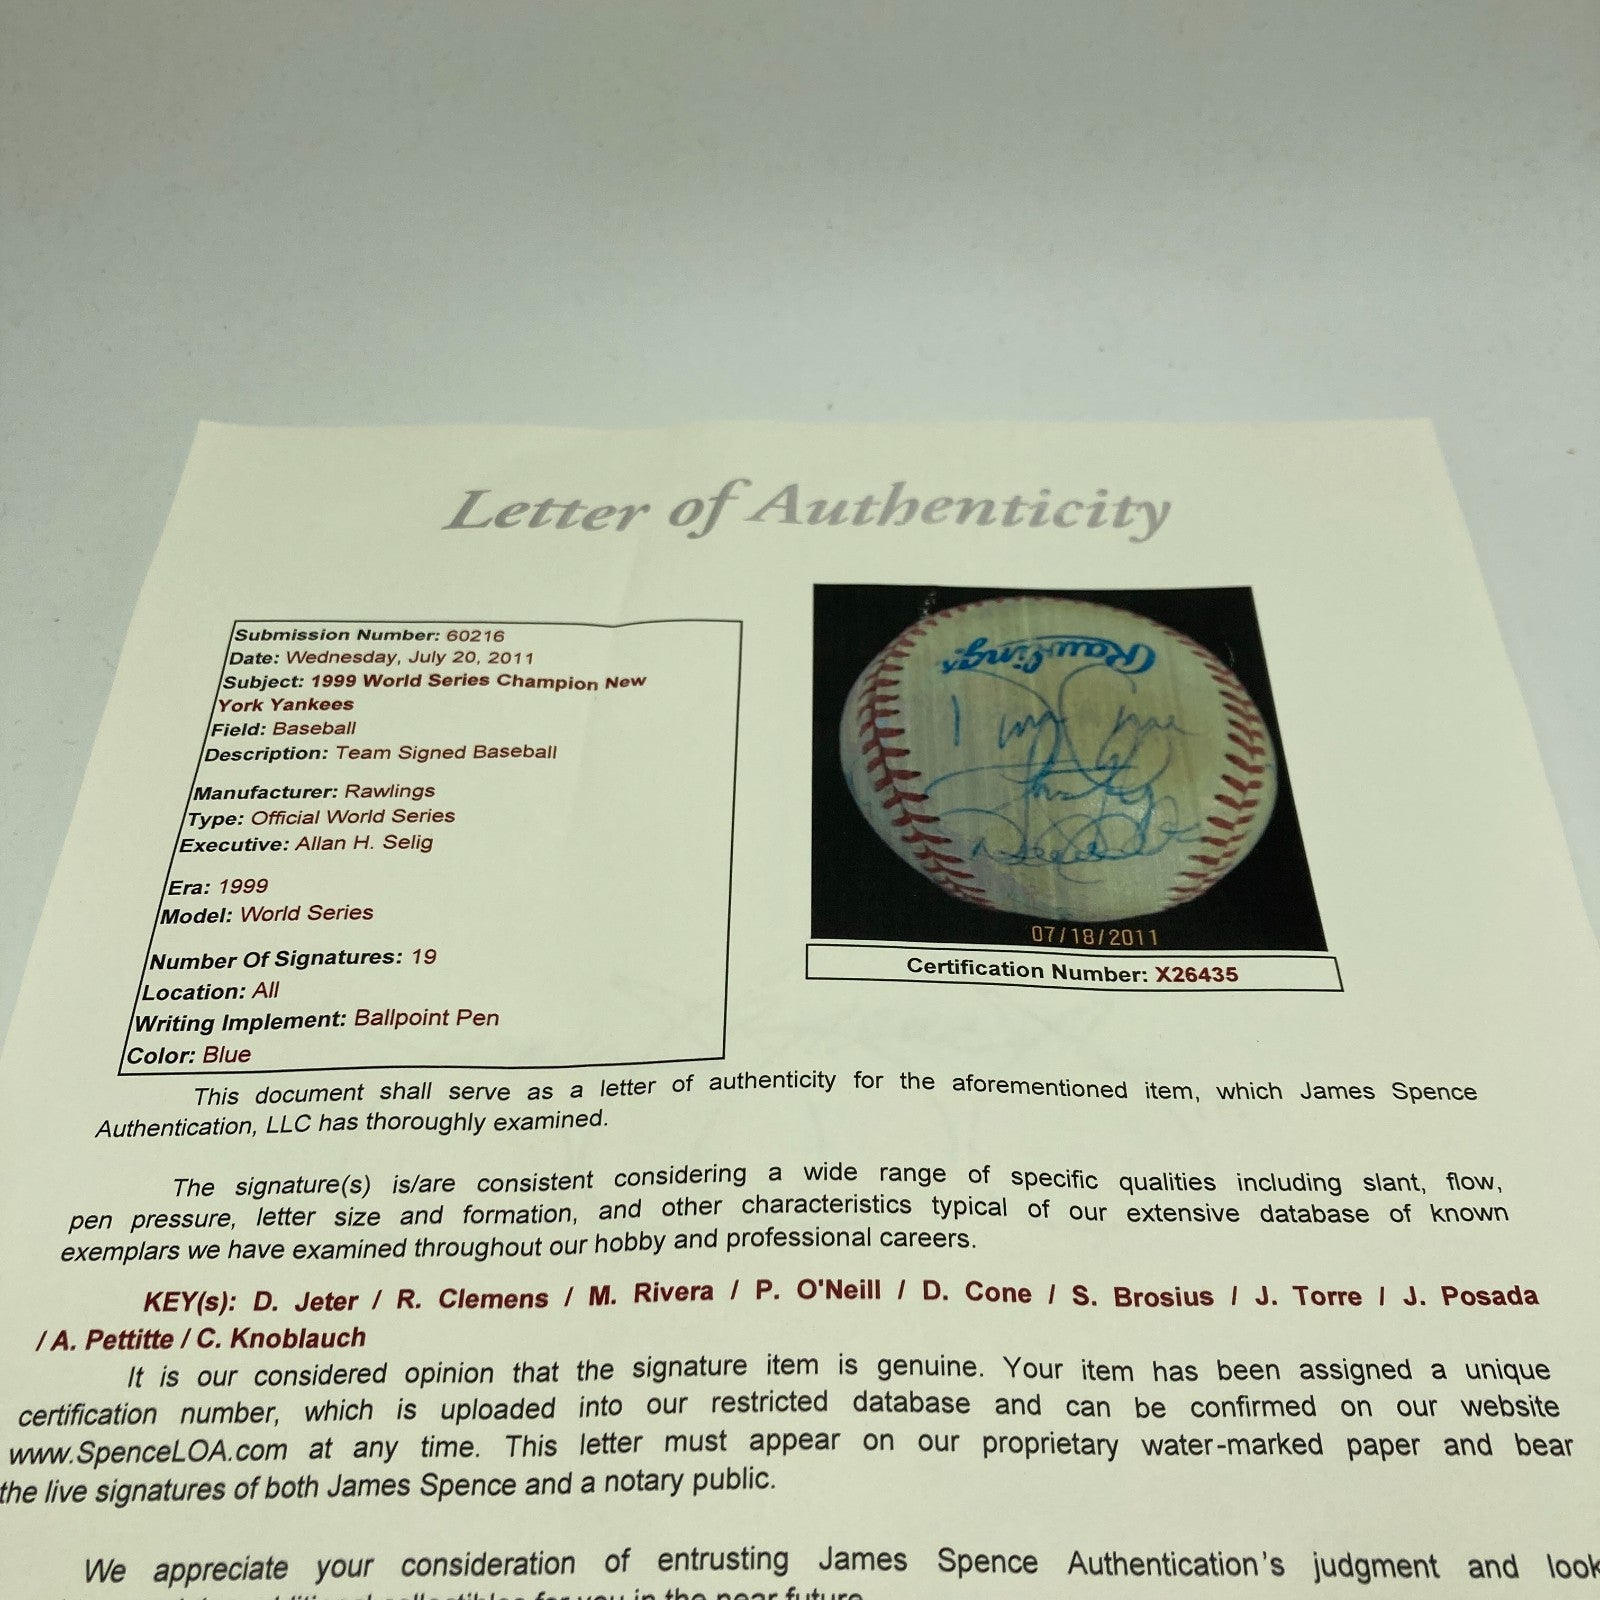 Letter of Authenticity
Submission Number: 60216
Date: Wednesday, July 20, 2011
Subject: 1999 World Series Champion New
York Yankees
Field: Baseball
Description: Team Signed Baseball
Manufacturer: Rawlings
Type: Official World Series
Executive: Allan H. Selig
Era: 1999
Model: World Series
Number Of Signatures: 19
Location: All
Writing Implement: Ballpoint Pen
Color: Blue
Rawlings
07/18/2011
Certification Number: X26435
This document shall serve as a letter of authenticity for the aforementioned item, which James Spence
Authentication, LLC has thoroughly examined.
The signature(s) is/are consistent considering a wide range of specific qualities including slant, flow,
pen pressure, letter size and formation, and other characteristics typical of our extensive database of known
exemplars we have examined throughout our hobby and professional careers.
KEY(s): D. Jeter / R. Clemens / M. Rivera / P. O'Neill / D. Cone / S. Brosius / J. Torre / J. Posada
/ A. Pettitte / C. Knoblauch
It is our considered opinion that the signature item is genuine. Your item has been assigned a unique
certification number, which is uploaded into our restricted database and can be confirmed on our website
www.SpenceLOA.com at any time. This letter must appear on our proprietary water-marked paper and bear
the live signatures of both James Spence and a notary public.
We appreciate your consideration of entrusting James Spence Authentication's judgment and look
collectibles for you in the near future.